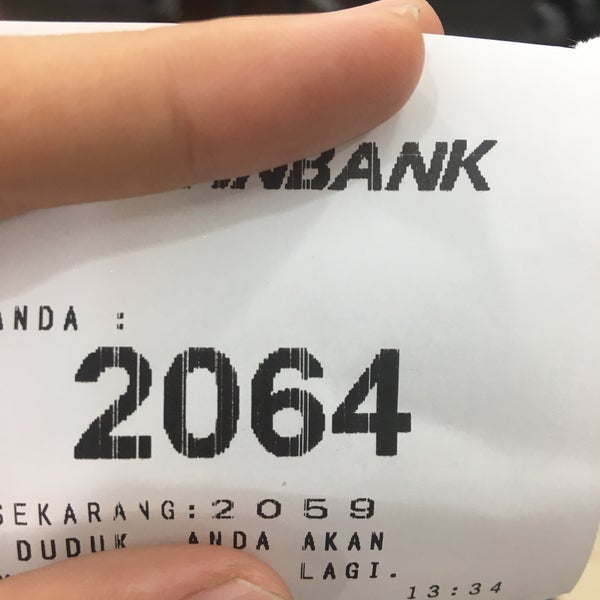 ANDA :
2064
SEKARANG:2059
DUDUK ANDA AKAN
LAGI.
13:34